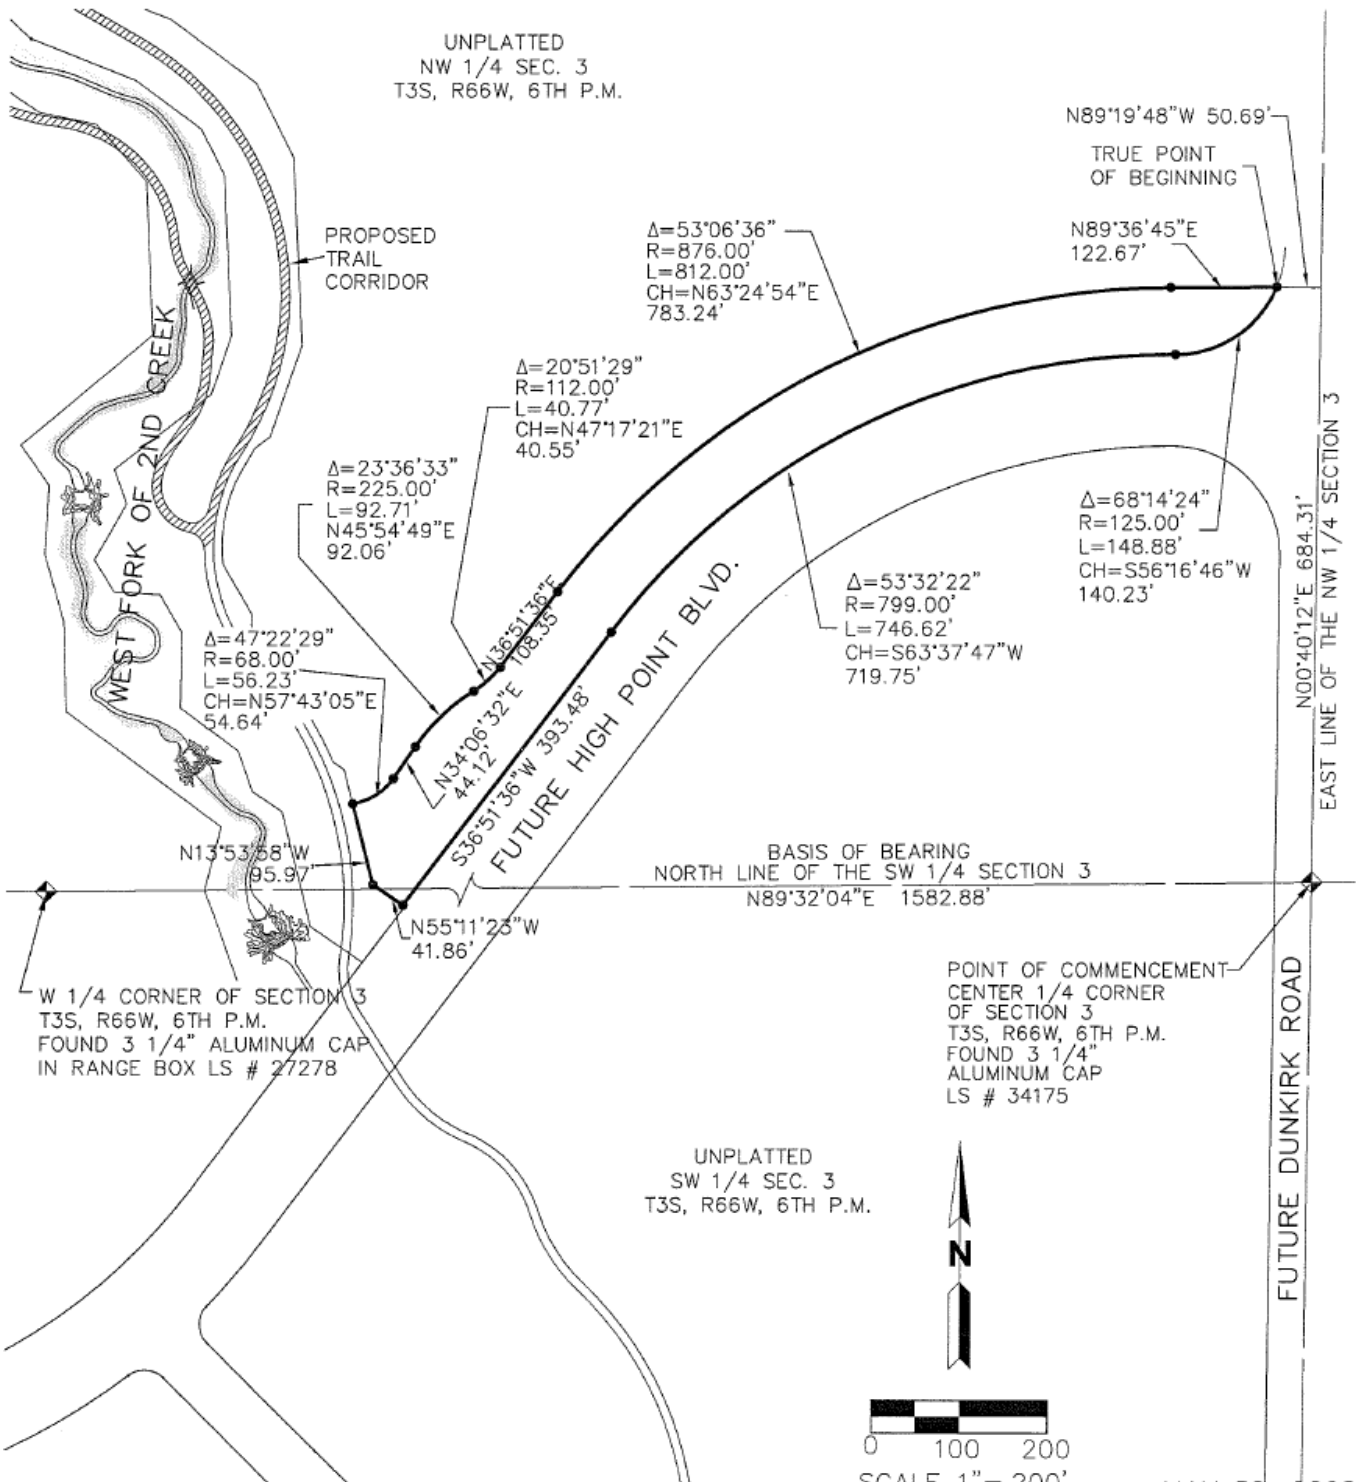 UNPLATTED
NW 1/4 SEC. 3
T3S, R66W, 6TH P.M.
N89°19'48"W 50.69'
TRUE POINT
OF BEGINNING
N89°36'45"E
122.67'
PROPOSED
TRAIL
CORRIDOR
Δ=53°06'36"
R=876.00'
L=812.00'
CH=N63°24'54"E
783.24'
Δ=20°51'29"
R=112.00'
L=40.77'
CH=N47°17'21"E
40.55'
Δ=23°36'33"
R=225.00'
L=92.71'
N45°54'49"E
92.06'
WEST FORK OF 2ND CREEK
Δ=47°22'29"
R=68.00'
L=56.23'
CH=N57°43'05"E
54.64'
N36°51'36"E
108.35'
N34°06'32"E
44.12'
S36°51'36"W 393.48'
FUTURE HIGH POINT BLVD.
Δ=53°32'22"
R=799.00'
L=746.62'
CH=S63°37'47"W
719.75'
Δ=68°14'24"
R=125.00'
L=148.88'
CH=S56°16'46"W
140.23'
N00°40'12"E 684.31'
EAST LINE OF THE NW 1/4 SECTION 3
N13°53'58"W
95.97'
BASIS OF BEARING
NORTH LINE OF THE SW 1/4 SECTION 3
N89°32'04"E 1582.88'
N55°11'23"W
41.86'
W 1/4 CORNER OF SECTION 3
T3S, R66W, 6TH P.M.
FOUND 3 1/4" ALUMINUM CAP
IN RANGE BOX LS # 27278
POINT OF COMMENCEMENT
CENTER 1/4 CORNER
OF SECTION 3
T3S, R66W, 6TH P.M.
FOUND 3 1/4"
ALUMINUM CAP
LS # 34175
FUTURE DUNKIRK ROAD
UNPLATTED
SW 1/4 SEC. 3
T3S, R66W, 6TH P.M.
N
0 100 200
SCALE 1"= 200'